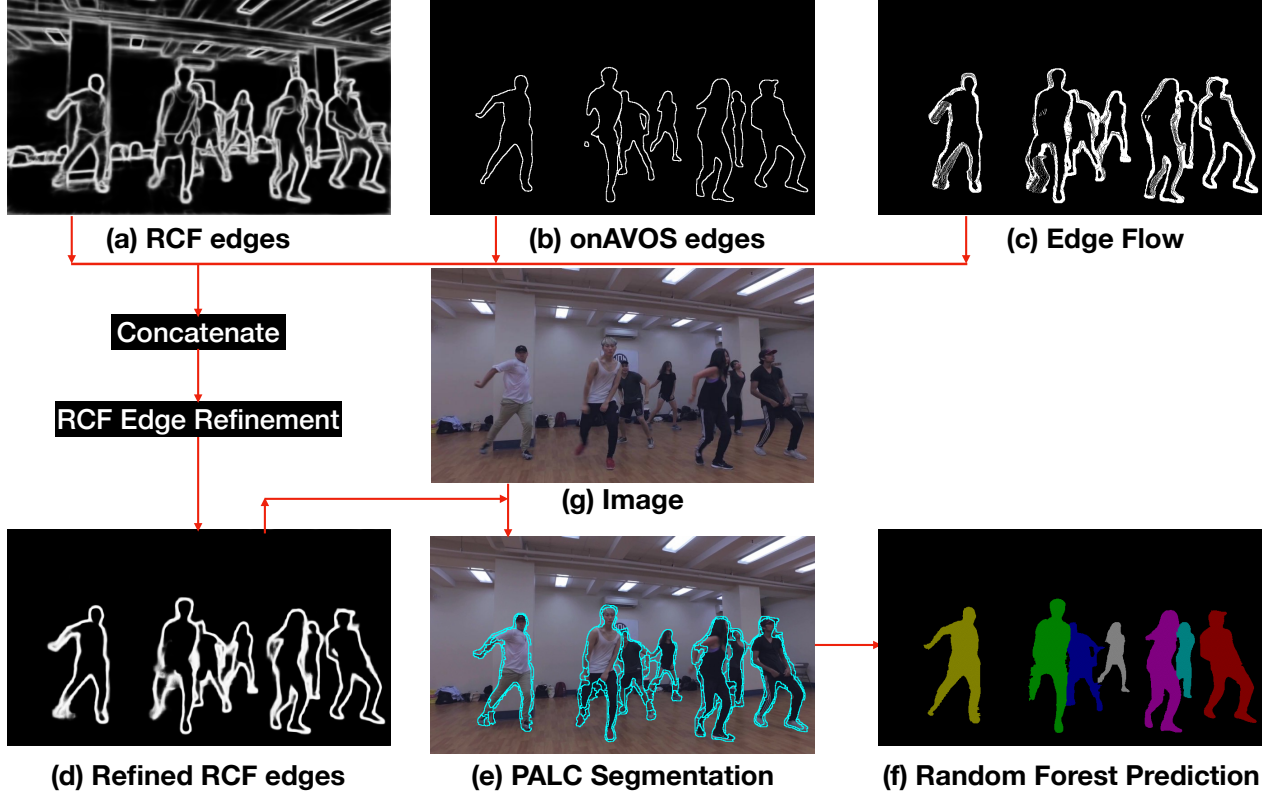 (a) RCF edges
(b) onAVOS edges
(c) Edge Flow
Concatenate
RCF Edge Refinement
(g) Image
(d) Refined RCF edges
(e) PALC Segmentation
(f) Random Forest Prediction